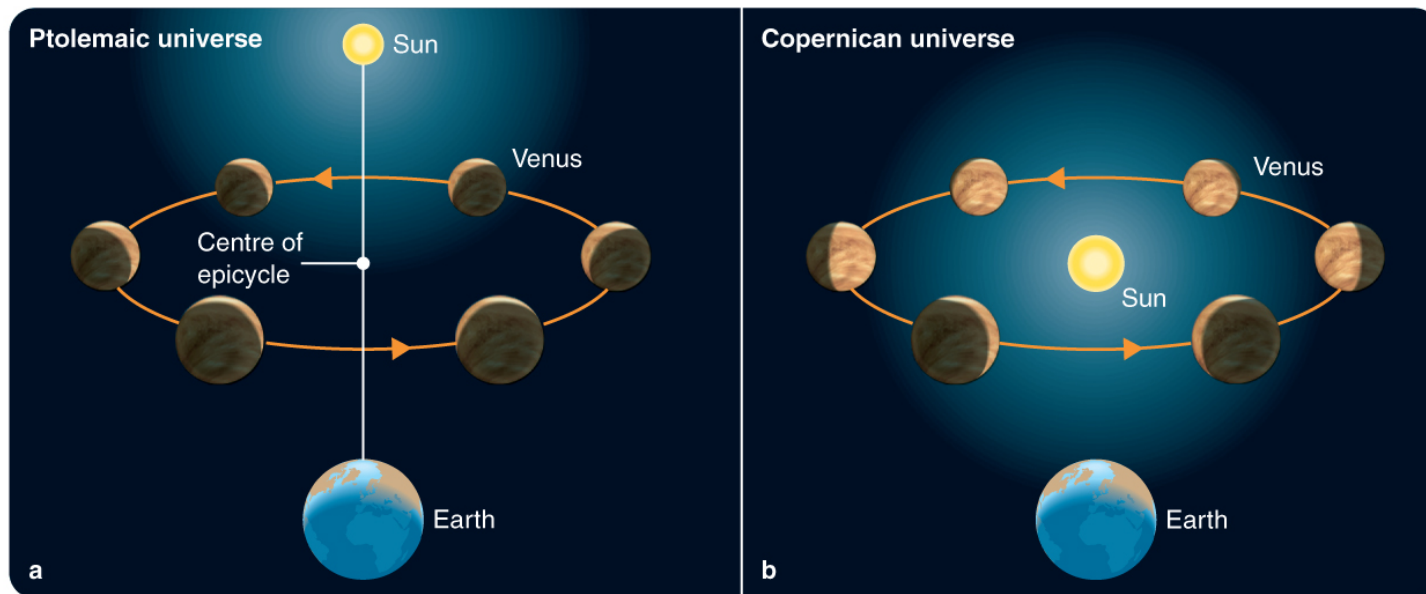 Ptolemaic universe
Sun
Venus
Centre of
epicycle
Earth
a
Copernican universe
Venus
Sun
Earth
b